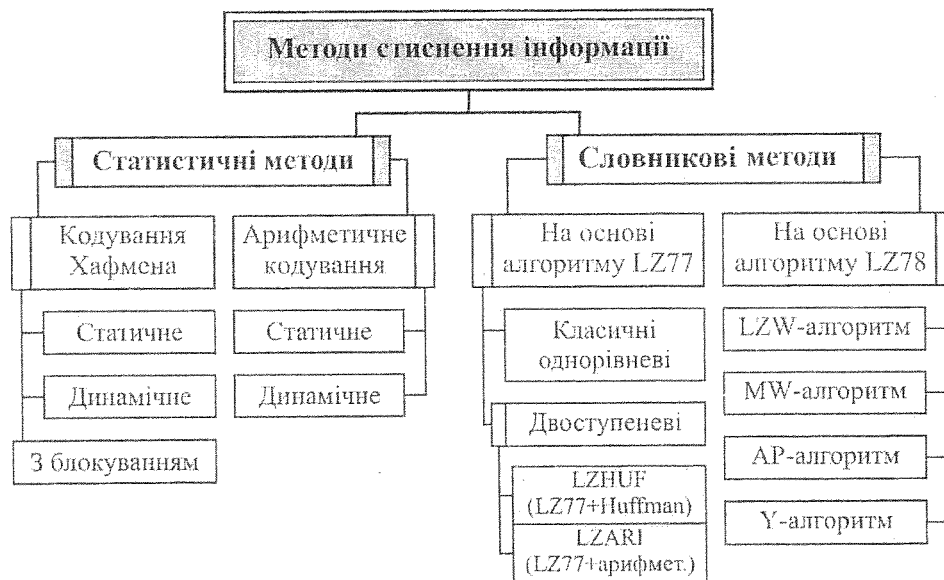 Методи стиснення інформації
Статистичні методи
Словникові методи
Кодування
Хафмена
Арифметичне
кодування
На основі
алгоритму LZ77
На основі
алгоритму LZ78
Статичне
Статичне
Класичні
однорівневі
LZW-алгоритм
Динамічне
Динамічне
MW-алгоритм
Двоступеневі
З блокуванням
AP-алгоритм
LZHUF
(LZ77+Huffman)
Y-алгоритм
LZARI
(LZ77+арифмет.)